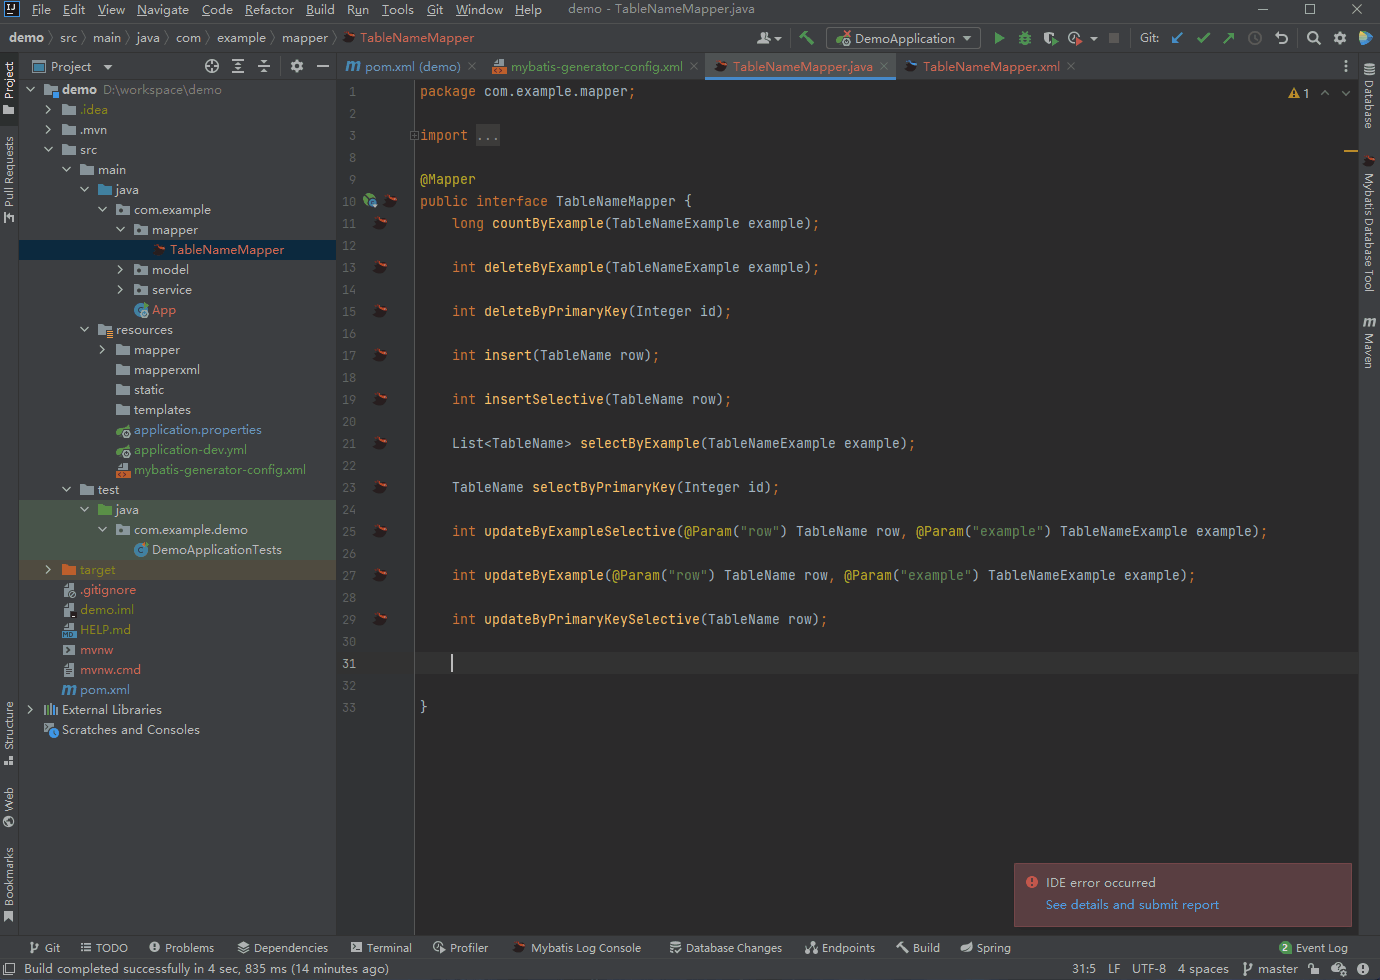 File Edit View Navigate Code Refactor Build Run Tools Git Window Help demo - TableNameMapper.java
demo src main java com example mapper TableNameMapper
DemoApplication
Git:
Project
pom.xml (demo)
mybatis-generator-config.xml
TableNameMapper.java
TableNameMapper.xml
Project
Pull Requests
Structure
Web
Bookmarks
demo D:\workspace\demo
.idea
.mvn
src
main
java
com.example
mapper
TableNameMapper
model
service
App
resources
mapper
mapperxml
static
templates
application.properties
application-dev.yml
mybatis-generator-config.xml
test
java
com.example.demo
DemoApplicationTests
target
.gitignore
demo.iml
HELP.md
mvnw
mvnw.cmd
pom.xml
External Libraries
Scratches and Consoles
1 package com.example.mapper;
2
3 import ...
8
9 @Mapper
10 public interface TableNameMapper {
11 long countByExample(TableNameExample example);
12
13 int deleteByExample(TableNameExample example);
14
15 int deleteByPrimaryKey(Integer id);
16
17 int insert(TableName row);
18
19 int insertSelective(TableName row);
20
21 List<TableName> selectByExample(TableNameExample example);
22
23 TableName selectByPrimaryKey(Integer id);
24
25 int updateByExampleSelective(@Param("row") TableName row, @Param("example") TableNameExample example);
26
27 int updateByExample(@Param("row") TableName row, @Param("example") TableNameExample example);
28
29 int updateByPrimaryKeySelective(TableName row);
30
31
32
33 }
1
Database
Mybatis Database Tool
m
Maven
IDE error occurred
See details and submit report
Git TODO Problems Dependencies Terminal Profiler Mybatis Log Console Database Changes Endpoints Build Spring 2 Event Log
Build completed successfully in 4 sec, 835 ms (14 minutes ago) 31:5 LF UTF-8 4 spaces master